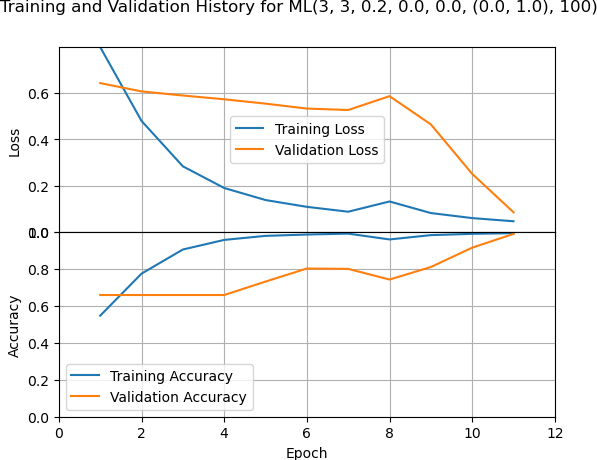 Training and Validation History for ML(3, 3, 0.2, 0.0, 0.0, (0.0, 1.0), 100)
0.6
0.4
0.2
Loss
Training Loss
Validation Loss
1.0
0.8
0.6
0.4
0.2
0.0
Accuracy
Training Accuracy
Validation Accuracy
0 2 4 6 8 10 12
Epoch